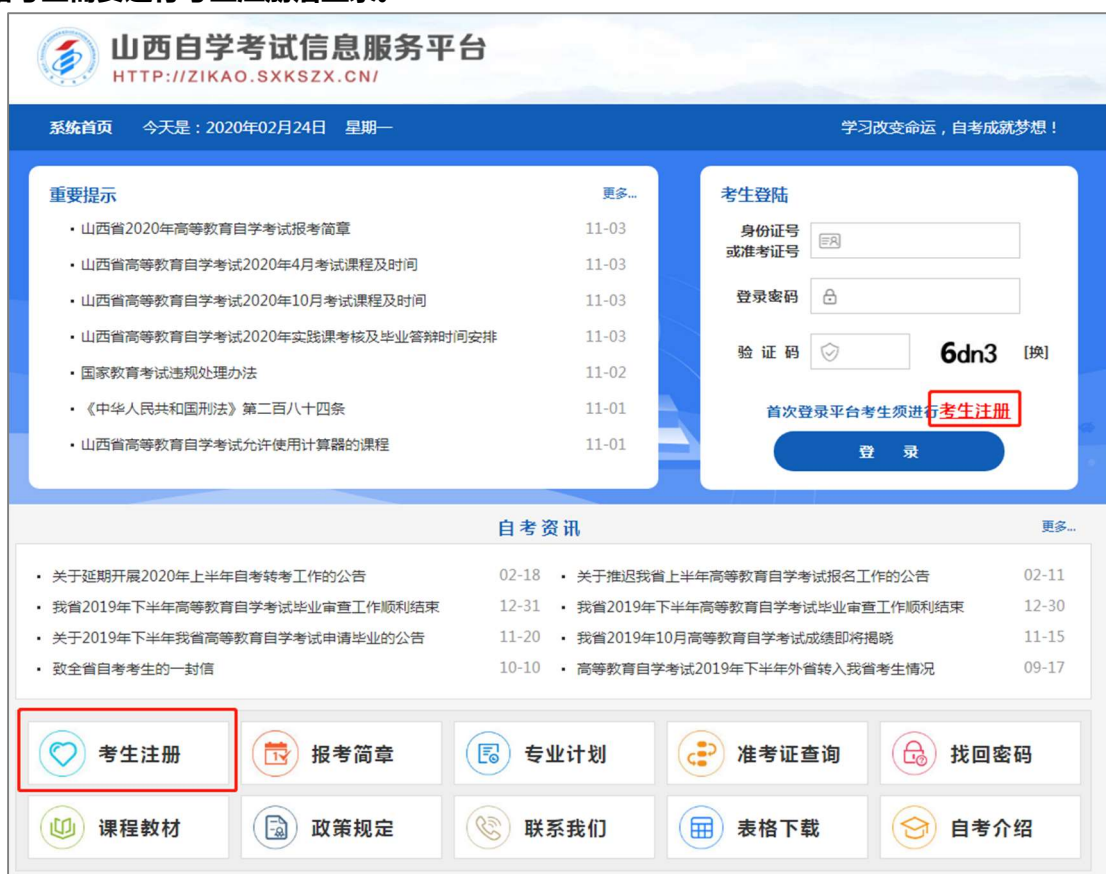 考生需要进行考生注册后登录。
山西自学考试信息服务平台
HTTP://ZIKAO.SXKSZX.CN/
系统首页 今天是：2020年02月24日 星期一 学习改变命运，自考成就梦想！
重要提示 更多...
• 山西省2020年高等教育自学考试报考简章 11-03
• 山西省高等教育自学考试2020年4月考试课程及时间 11-03
• 山西省高等教育自学考试2020年10月考试课程及时间 11-03
• 山西省高等教育自学考试2020年实践课考核及毕业答辩时间安排 11-03
• 国家教育考试违规处理办法 11-02
• 《中华人民共和国刑法》第二百八十四条 11-01
• 山西省高等教育自学考试允许使用计算器的课程 11-01
考生登陆
身份证号
或准考证号
登录密码
验 证 码 6dn3 [换]
首次登录平台考生须进行考生注册
登 录
自考资讯 更多...
• 关于延期开展2020年上半年自考转考工作的公告 02-18 • 关于推迟我省上半年高等教育自学考试报名工作的公告 02-11
• 我省2019年下半年高等教育自学考试毕业审查工作顺利结束 12-31 • 我省2019年下半年高等教育自学考试毕业审查工作顺利结束 12-30
• 关于2019年下半年我省高等教育自学考试申请毕业的公告 11-20 • 我省2019年10月高等教育自学考试成绩即将揭晓 11-15
• 致全省自考考生的一封信 10-10 • 高等教育自学考试2019年下半年外省转入我省考生情况 09-17
考生注册 报考简章 专业计划 准考证查询 找回密码
课程教材 政策规定 联系我们 表格下载 自考介绍